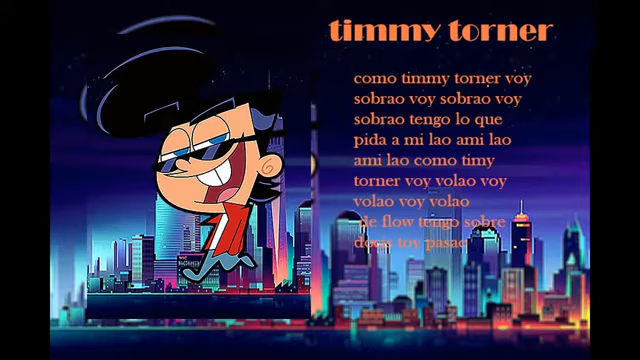 timmy torner
como timmy torner voy
sobrao voy sobrao voy
sobrao tengo lo que
pida a mi lao ami lao
ami lao como timy
torner voy volao voy
volao voy volao
de flow tengo sobre
toy pasao